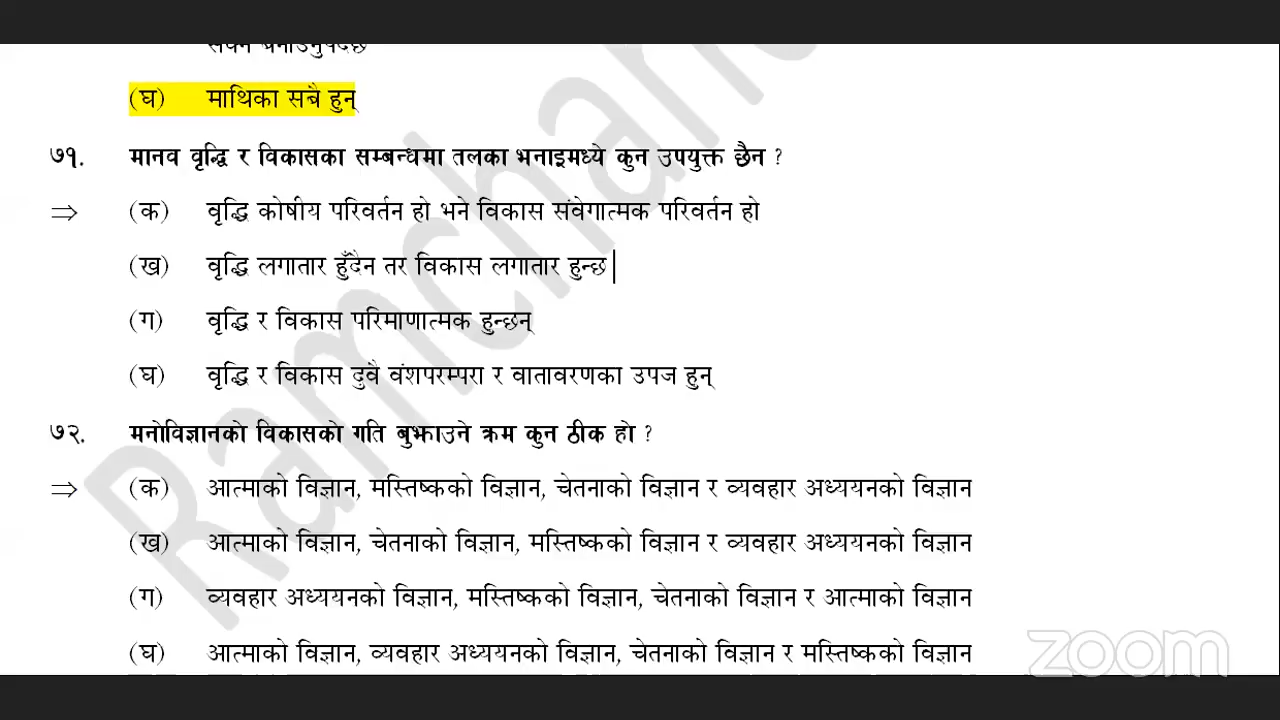 (घ) माथिका सबै हुन्
७१. मानव वृद्धि र विकासका सम्बन्धमा तलका भनाइमध्ये कुन उपयुक्त छैन ?
⇒ (क) वृद्धि कोषीय परिवर्तन हो भने विकास संवेगात्मक परिवर्तन हो
(ख) वृद्धि लगातार हुँदैन तर विकास लगातार हुन्छ
(ग) वृद्धि र विकास परिमाणात्मक हुन्छन्
(घ) वृद्धि र विकास दुवै वंशपरम्परा र वातावरणका उपज हुन्
७२. मनोविज्ञानको विकासको गति बुझाउने क्रम कुन ठीक हो ?
⇒ (क) आत्माको विज्ञान, मस्तिष्कको विज्ञान, चेतनाको विज्ञान र व्यवहार अध्ययनको विज्ञान
(ख) आत्माको विज्ञान, चेतनाको विज्ञान, मस्तिष्कको विज्ञान र व्यवहार अध्ययनको विज्ञान
(ग) व्यवहार अध्ययनको विज्ञान, मस्तिष्कको विज्ञान, चेतनाको विज्ञान र आत्माको विज्ञान
(घ) आत्माको विज्ञान, व्यवहार अध्ययनको विज्ञान, चेतनाको विज्ञान र मस्तिष्कको विज्ञान
zoom